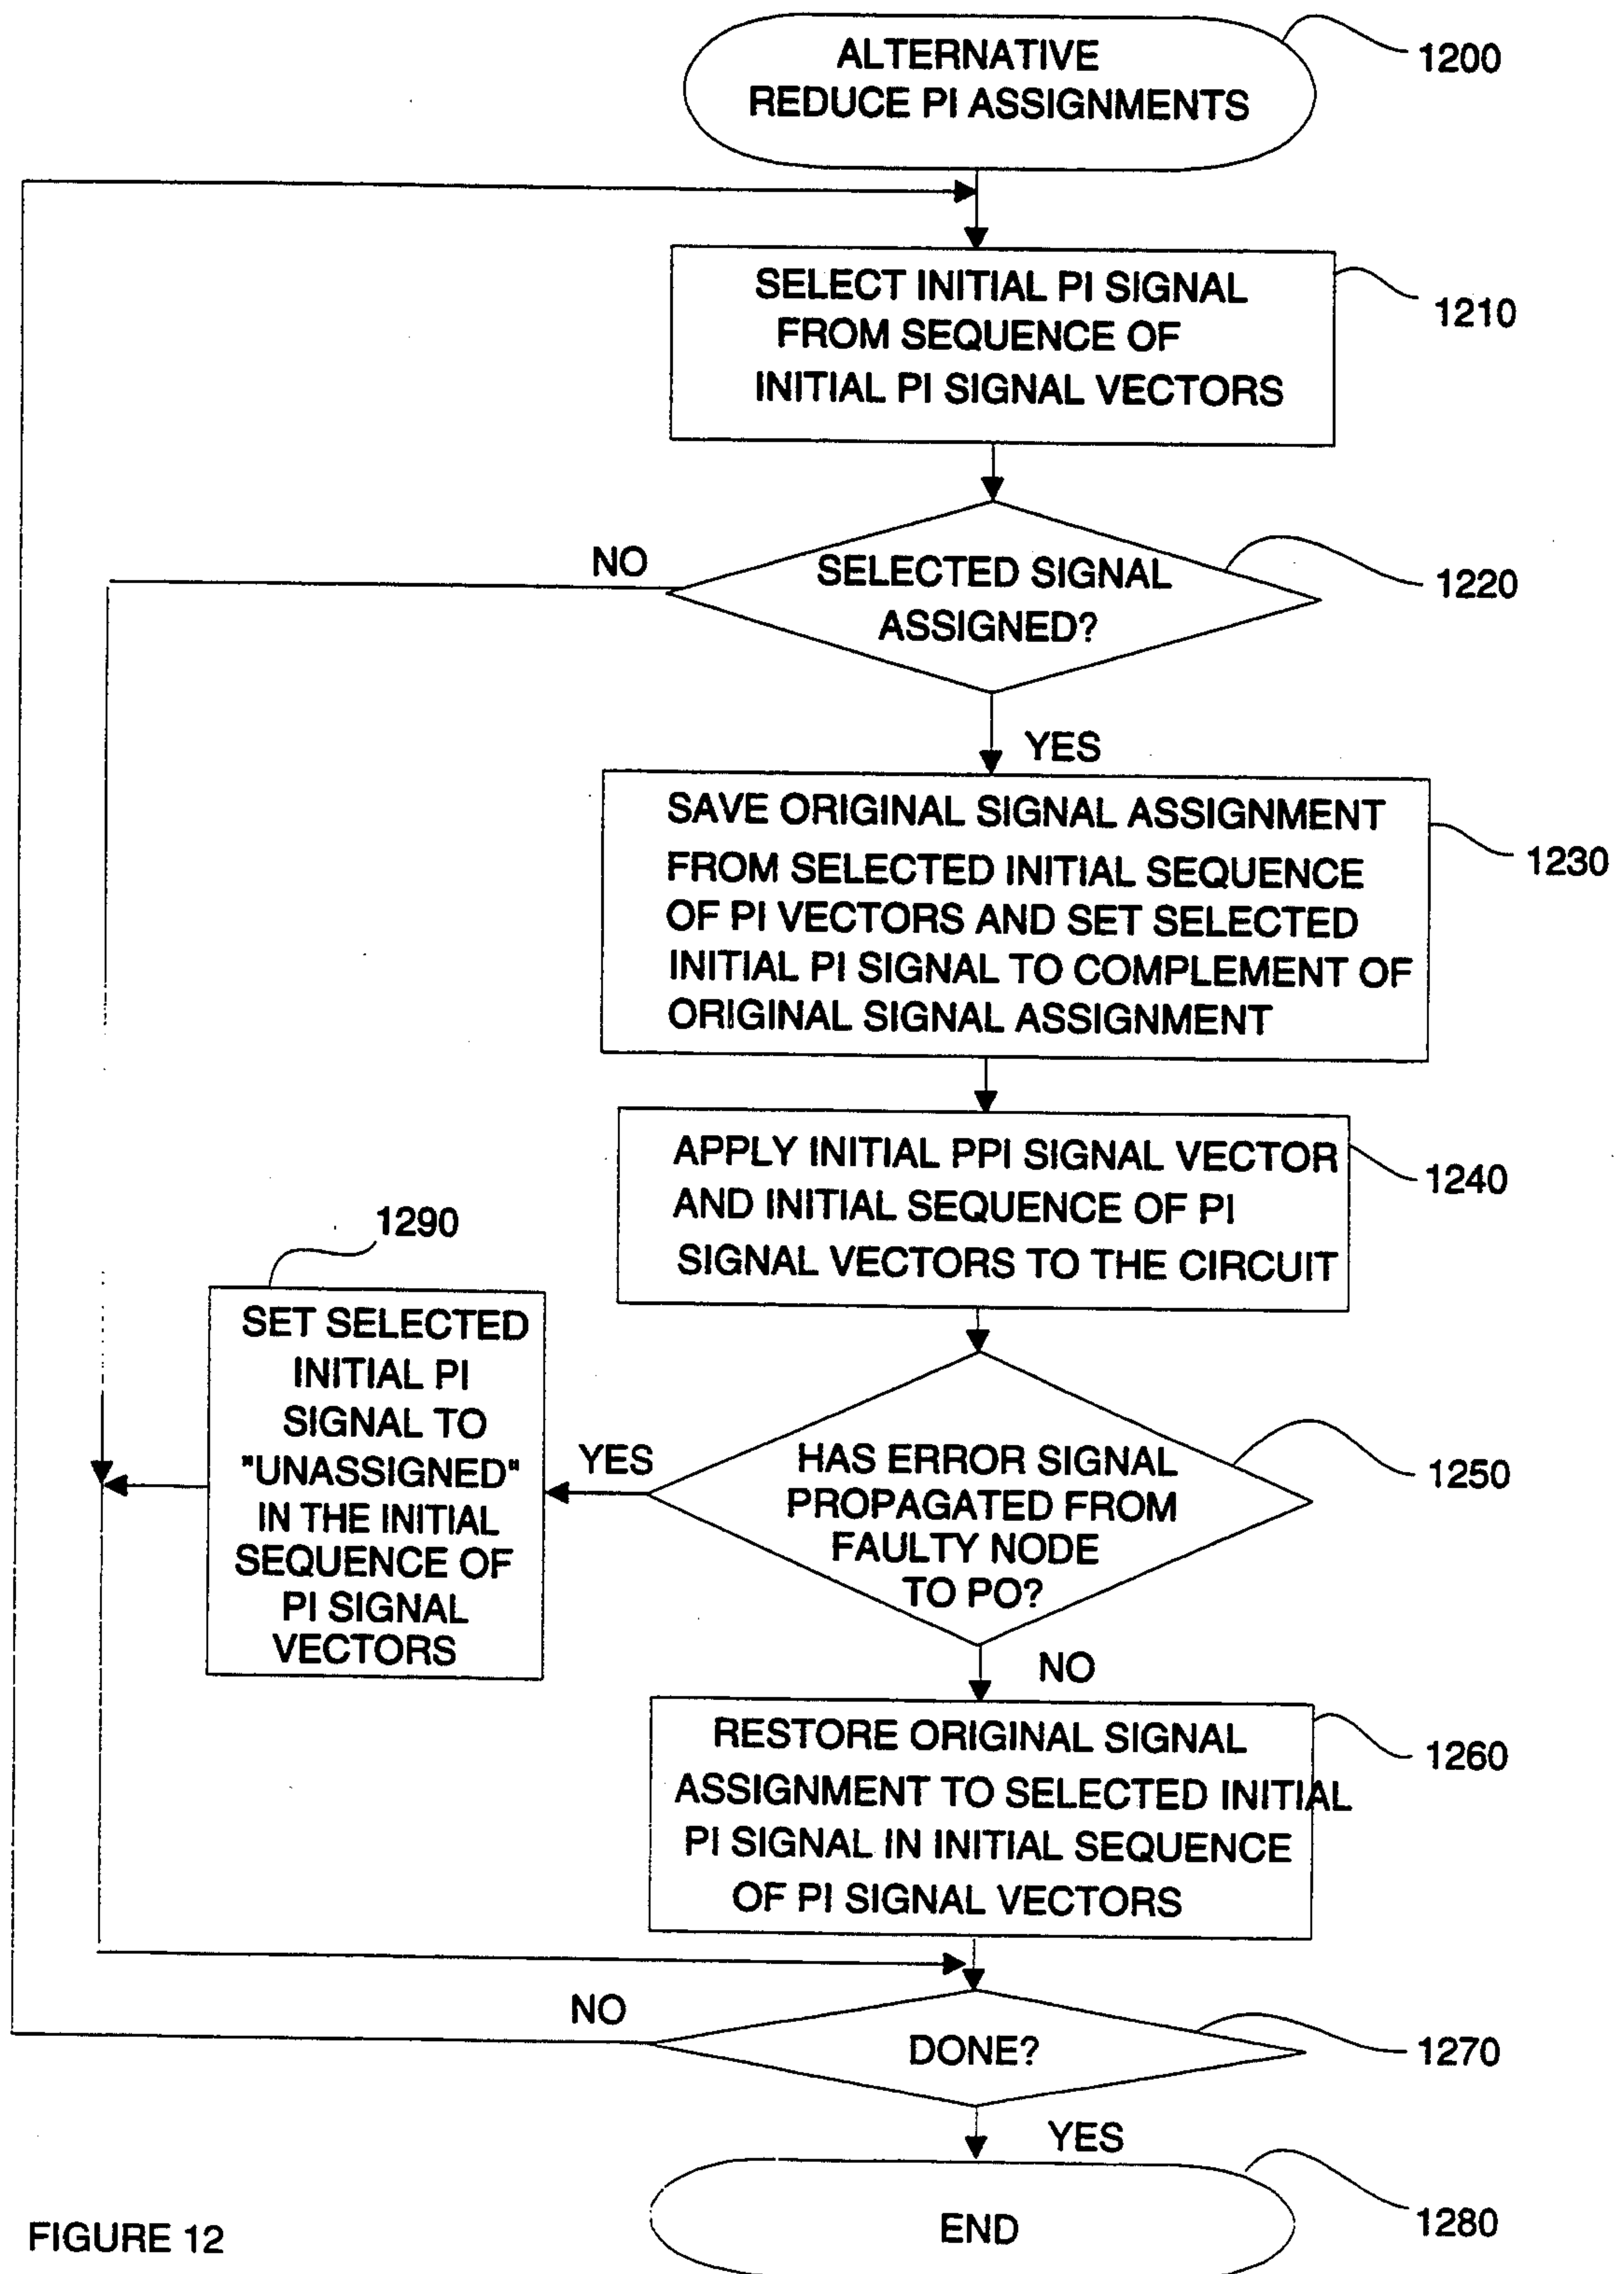 ALTERNATIVE
REDUCE PI ASSIGNMENTS
1200
SELECT INITIAL PI SIGNAL
FROM SEQUENCE OF
INITIAL PI SIGNAL VECTORS
1210
NO
SELECTED SIGNAL
ASSIGNED?
1220
YES
SAVE ORIGINAL SIGNAL ASSIGNMENT
FROM SELECTED INITIAL SEQUENCE
OF PI VECTORS AND SET SELECTED
INITIAL PI SIGNAL TO COMPLEMENT OF
ORIGINAL SIGNAL ASSIGNMENT
1230
APPLY INITIAL PPI SIGNAL VECTOR
AND INITIAL SEQUENCE OF PI
SIGNAL VECTORS TO THE CIRCUIT
1240
1290
SET SELECTED
INITIAL PI
SIGNAL TO
"UNASSIGNED"
IN THE INITIAL
SEQUENCE OF
PI SIGNAL
VECTORS
YES
HAS ERROR SIGNAL
PROPAGATED FROM
FAULTY NODE
TO PO?
1250
NO
RESTORE ORIGINAL SIGNAL
ASSIGNMENT TO SELECTED INITIAL
PI SIGNAL IN INITIAL SEQUENCE
OF PI SIGNAL VECTORS
1260
NO
DONE?
1270
YES
END
1280
FIGURE 12